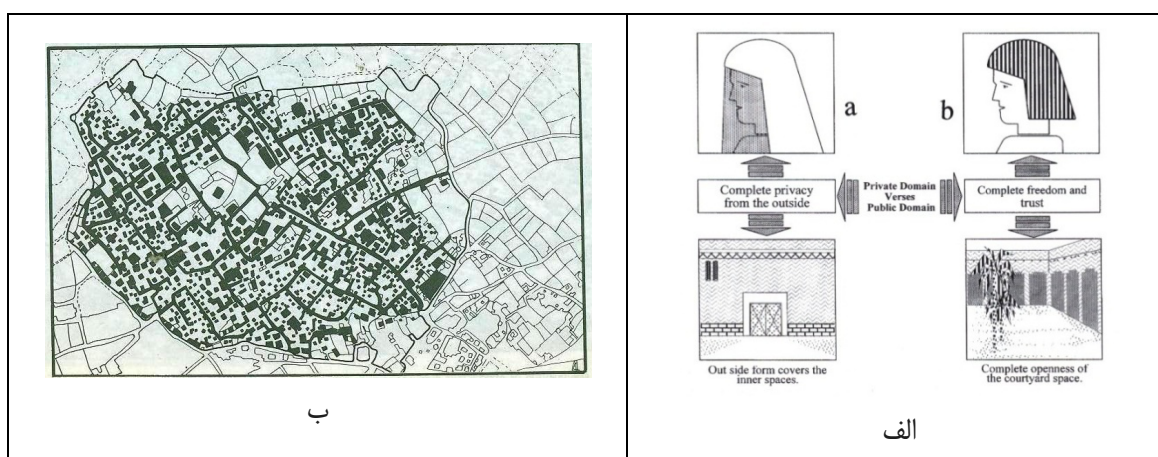 a
b
Complete privacy
from the outside
Private Domain
Verses
Public Domain
Complete freedom and
trust
Out side form covers the
inner spaces.
Complete openness of
the courtyard space.
الف
ب